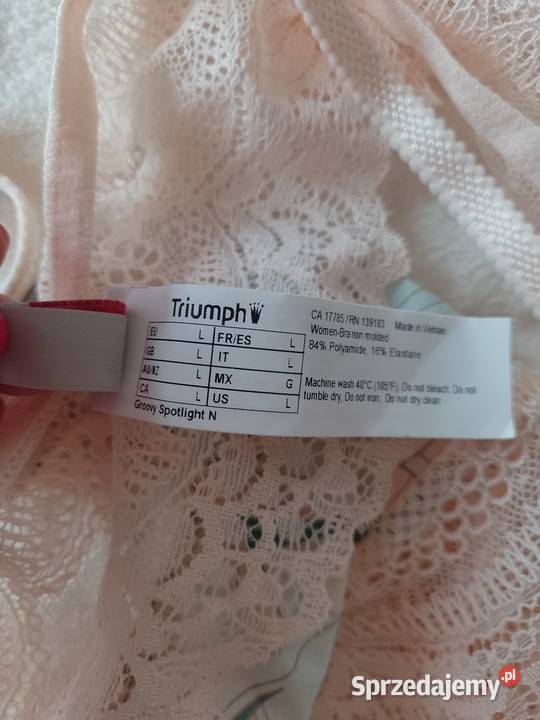 Triumph
EU L FR/ES L
GB L IT L
AU/NZ L MX G
CA L US L
Groovy Spotlight N
CA 17785 / RN 139183 Made in Vietnam
Women-Bra non molded
84% Polyamide, 16% Elastane
Machine wash 40°C (105°F), Do not bleach, Do not
tumble dry, Do not iron, Do not dry clean
Sprzedajemy.pl